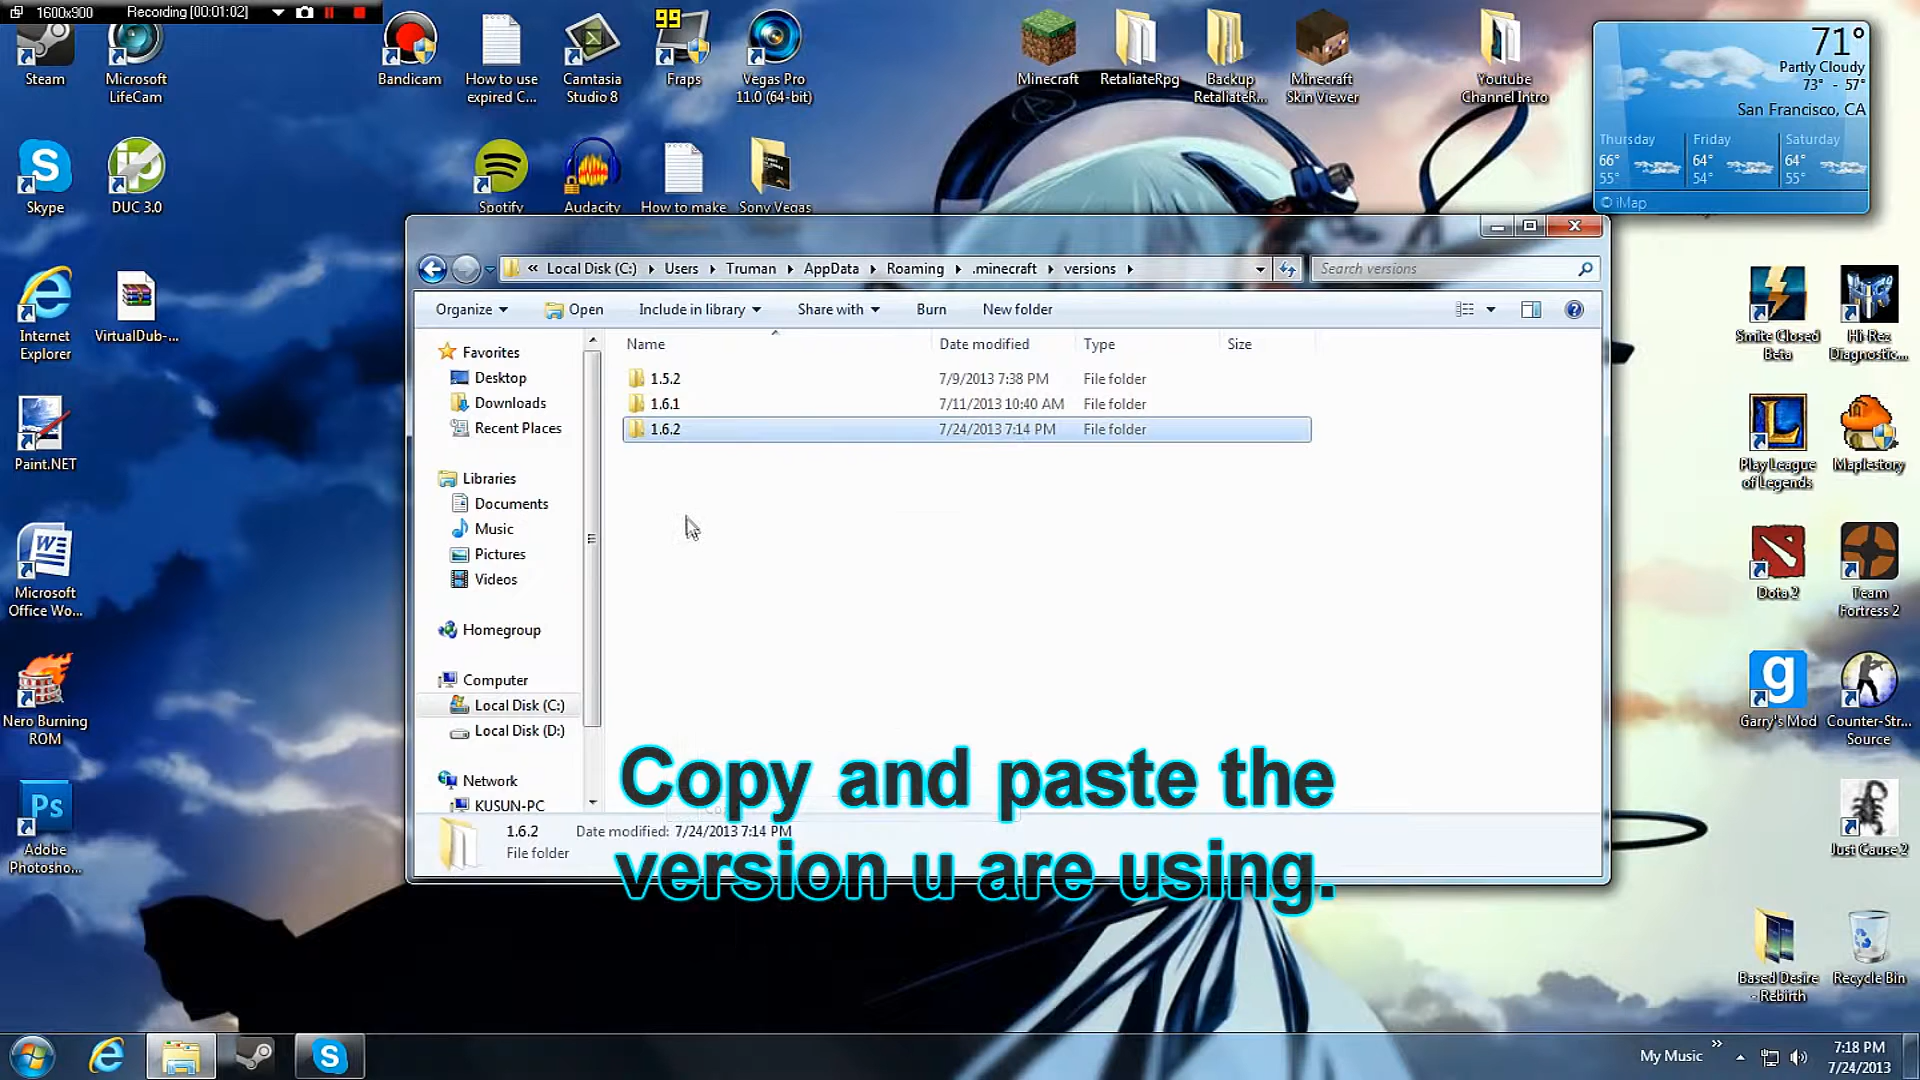 1600x900 Recording [00:01:02]
Steam
Microsoft
LifeCam
Bandicam
How to use
expired C...
Camtasia
Studio 8
99
Fraps
Vegas Pro
11.0 (64-bit)
Minecraft
RetaliateRpg
Backup
RetaliateR...
Minecraft
Skin Viewer
Youtube
Channel Intro
71°
Partly Cloudy
73° - 57°
San Francisco, CA
Thursday Friday Saturday
66° 64° 64°
55° 54° 55°
© iMap
Skype
DUC 3.0
Spotify
Audacity
How to make
Sony Vegas
« Local Disk (C:) Users Truman AppData Roaming .minecraft versions
Search versions
Organize Open Include in library Share with Burn New folder
Name Date modified Type Size
1.5.2 7/9/2013 7:38 PM File folder
1.6.1 7/11/2013 10:40 AM File folder
1.6.2 7/24/2013 7:14 PM File folder
Favorites
Desktop
Downloads
Recent Places
Libraries
Documents
Music
Pictures
Videos
Homegroup
Computer
Local Disk (C:)
Local Disk (D:)
Network
KUSUN-PC
1.6.2 Date modified: 7/24/2013 7:14 PM
File folder
Copy and paste the
version u are using.
Internet
Explorer
VirtualDub-...
Paint.NET
Microsoft
Office Wo...
Nero Burning
ROM
Ps
Adobe
Photosho...
Smite Closed
Beta
Hi-Rez
Diagnostic...
Play League
of Legends
Maplestory
Dota 2
Team
Fortress 2
Garry's Mod
Counter-Str...
Source
Just Cause 2
Based Desire
- Rebirth
Recycle Bin
My Music »
7:18 PM
7/24/2013